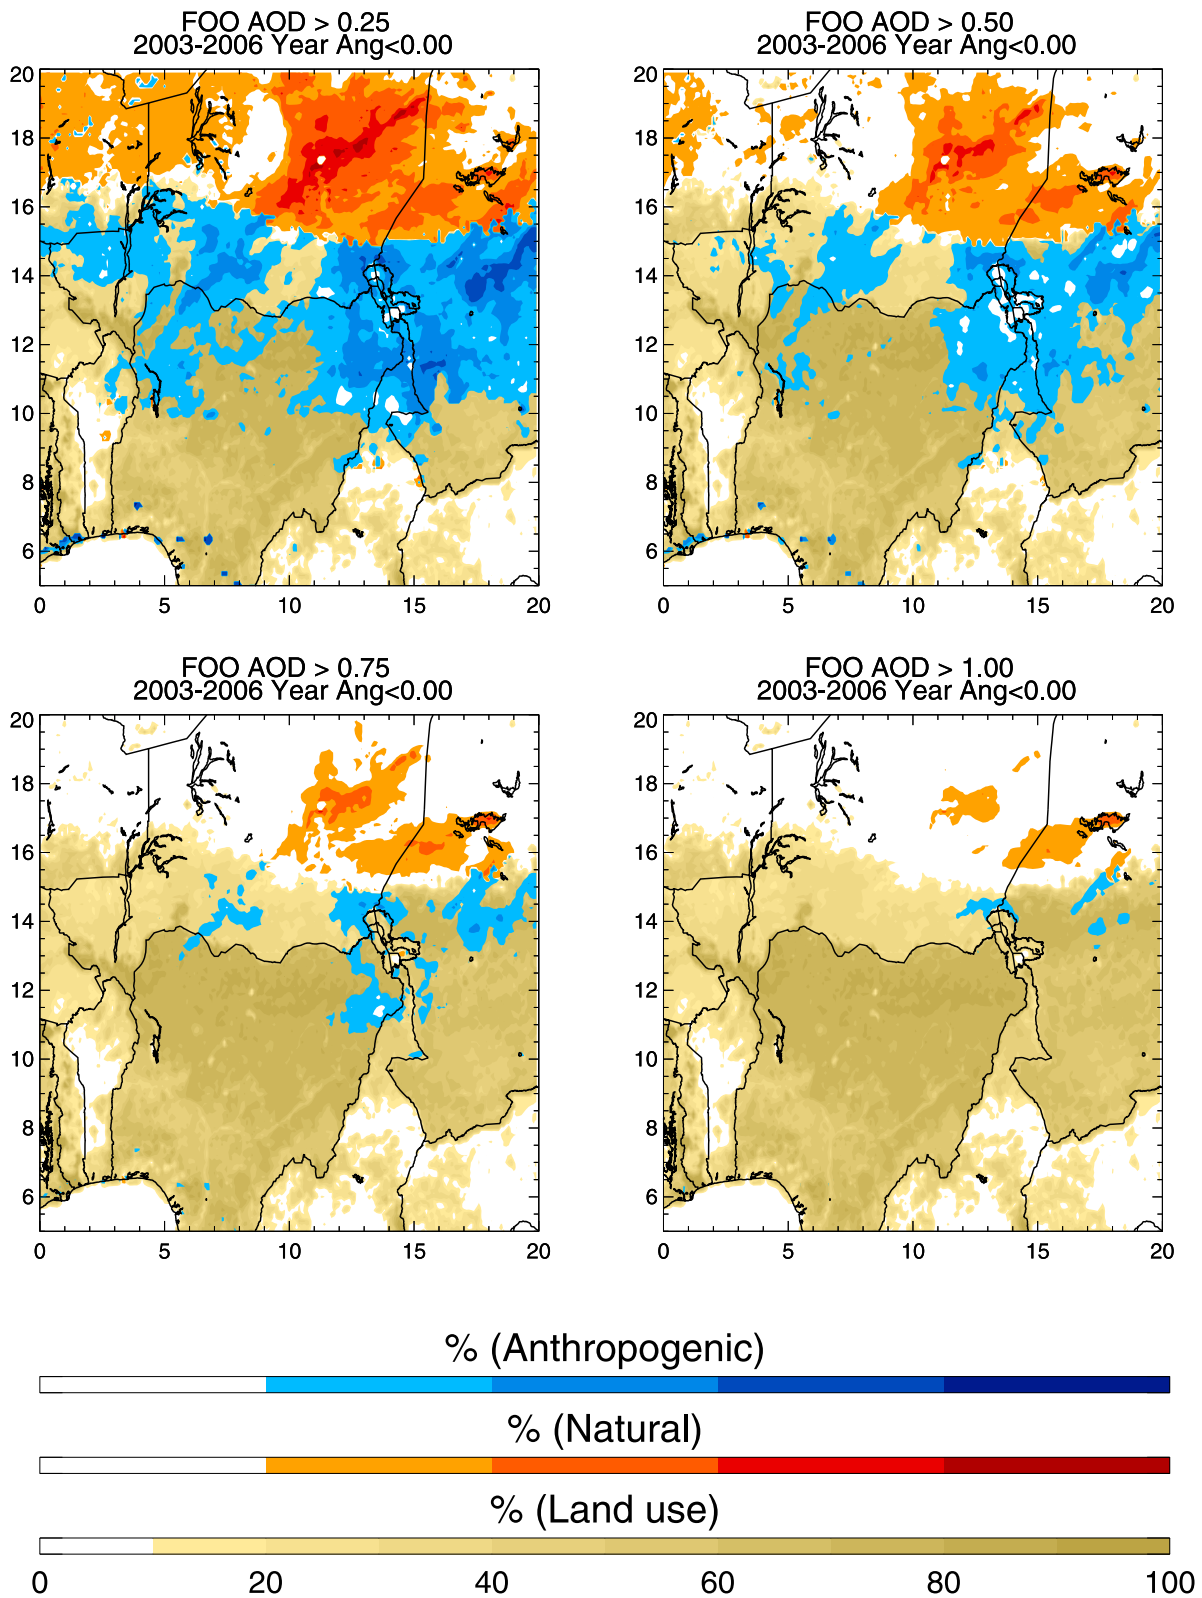 FOO AOD > 0.25
2003-2006 Year Ang<0.00
20
18
16
14
12
10
8
6
0 5 10 15 20
FOO AOD > 0.50
2003-2006 Year Ang<0.00
20
18
16
14
12
10
8
6
0 5 10 15 20
FOO AOD > 0.75
2003-2006 Year Ang<0.00
20
18
16
14
12
10
8
6
0 5 10 15 20
FOO AOD > 1.00
2003-2006 Year Ang<0.00
20
18
16
14
12
10
8
6
0 5 10 15 20
% (Anthropogenic)
% (Natural)
% (Land use)
0 20 40 60 80 100